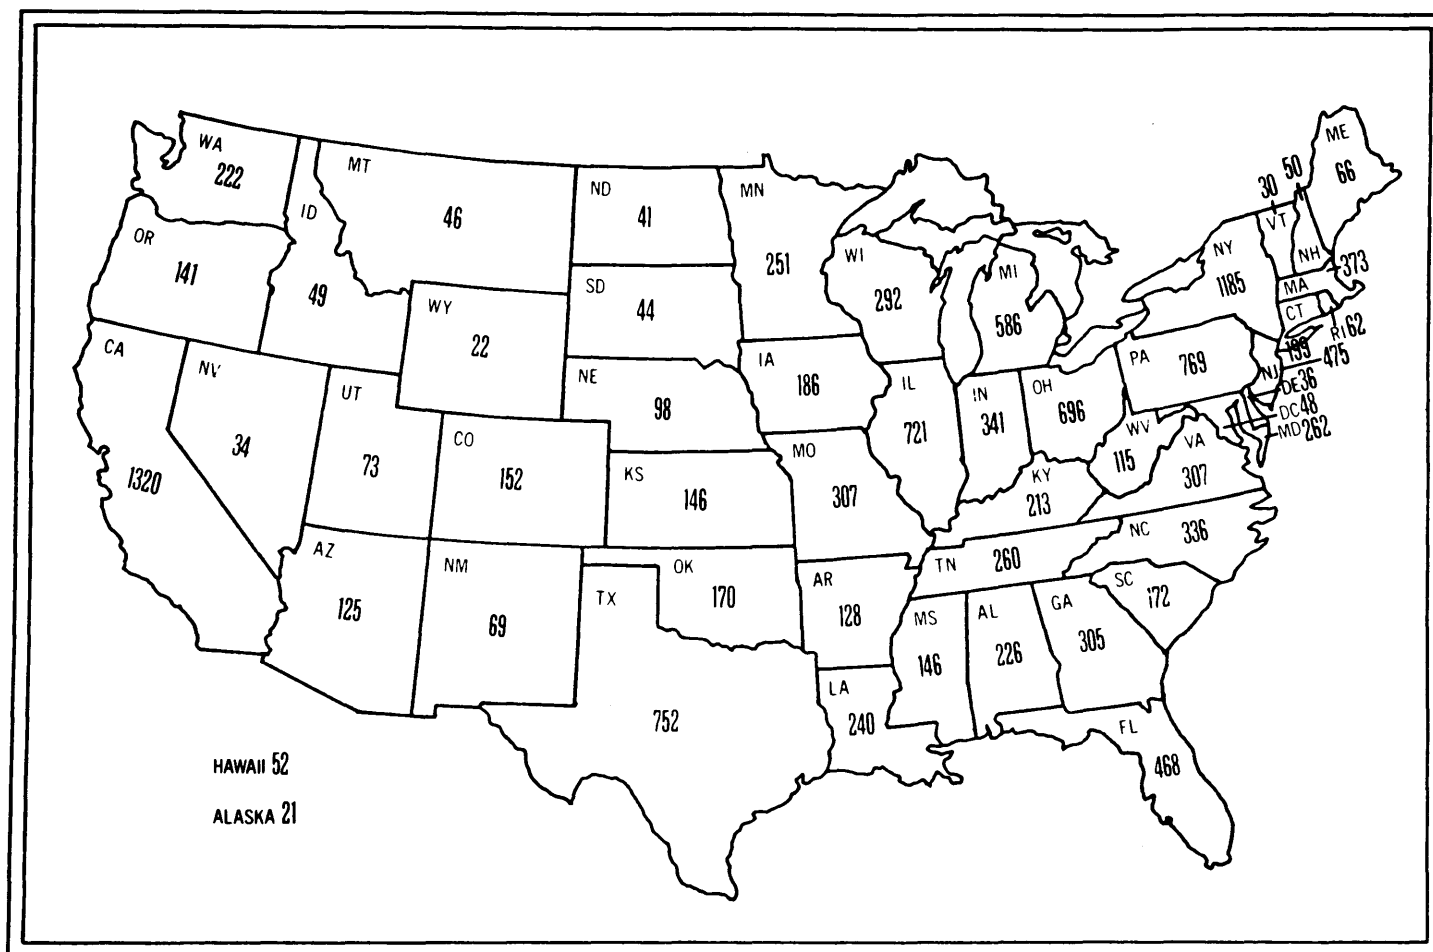 WA
222
MT
46
ID
49
OR
141
ND
41
MN
251
SD
44
WY
22
WI
292
MI
586
ME
66
50
30
VT
NH
NY
1185
373
MA
CT
RI 62
199
475
NJ
DE 36
DC 48
MD 262
PA
769
CA
1320
NV
34
UT
73
CO
152
NE
98
IA
186
IL
721
IN
341
OH
696
WV
115
VA
307
KS
146
MO
307
KY
213
NC
336
TN
260
AZ
125
NM
69
OK
170
TX
752
AR
128
MS
146
AL
226
GA
305
SC
172
LA
240
FL
468
HAWAII 52
ALASKA 21